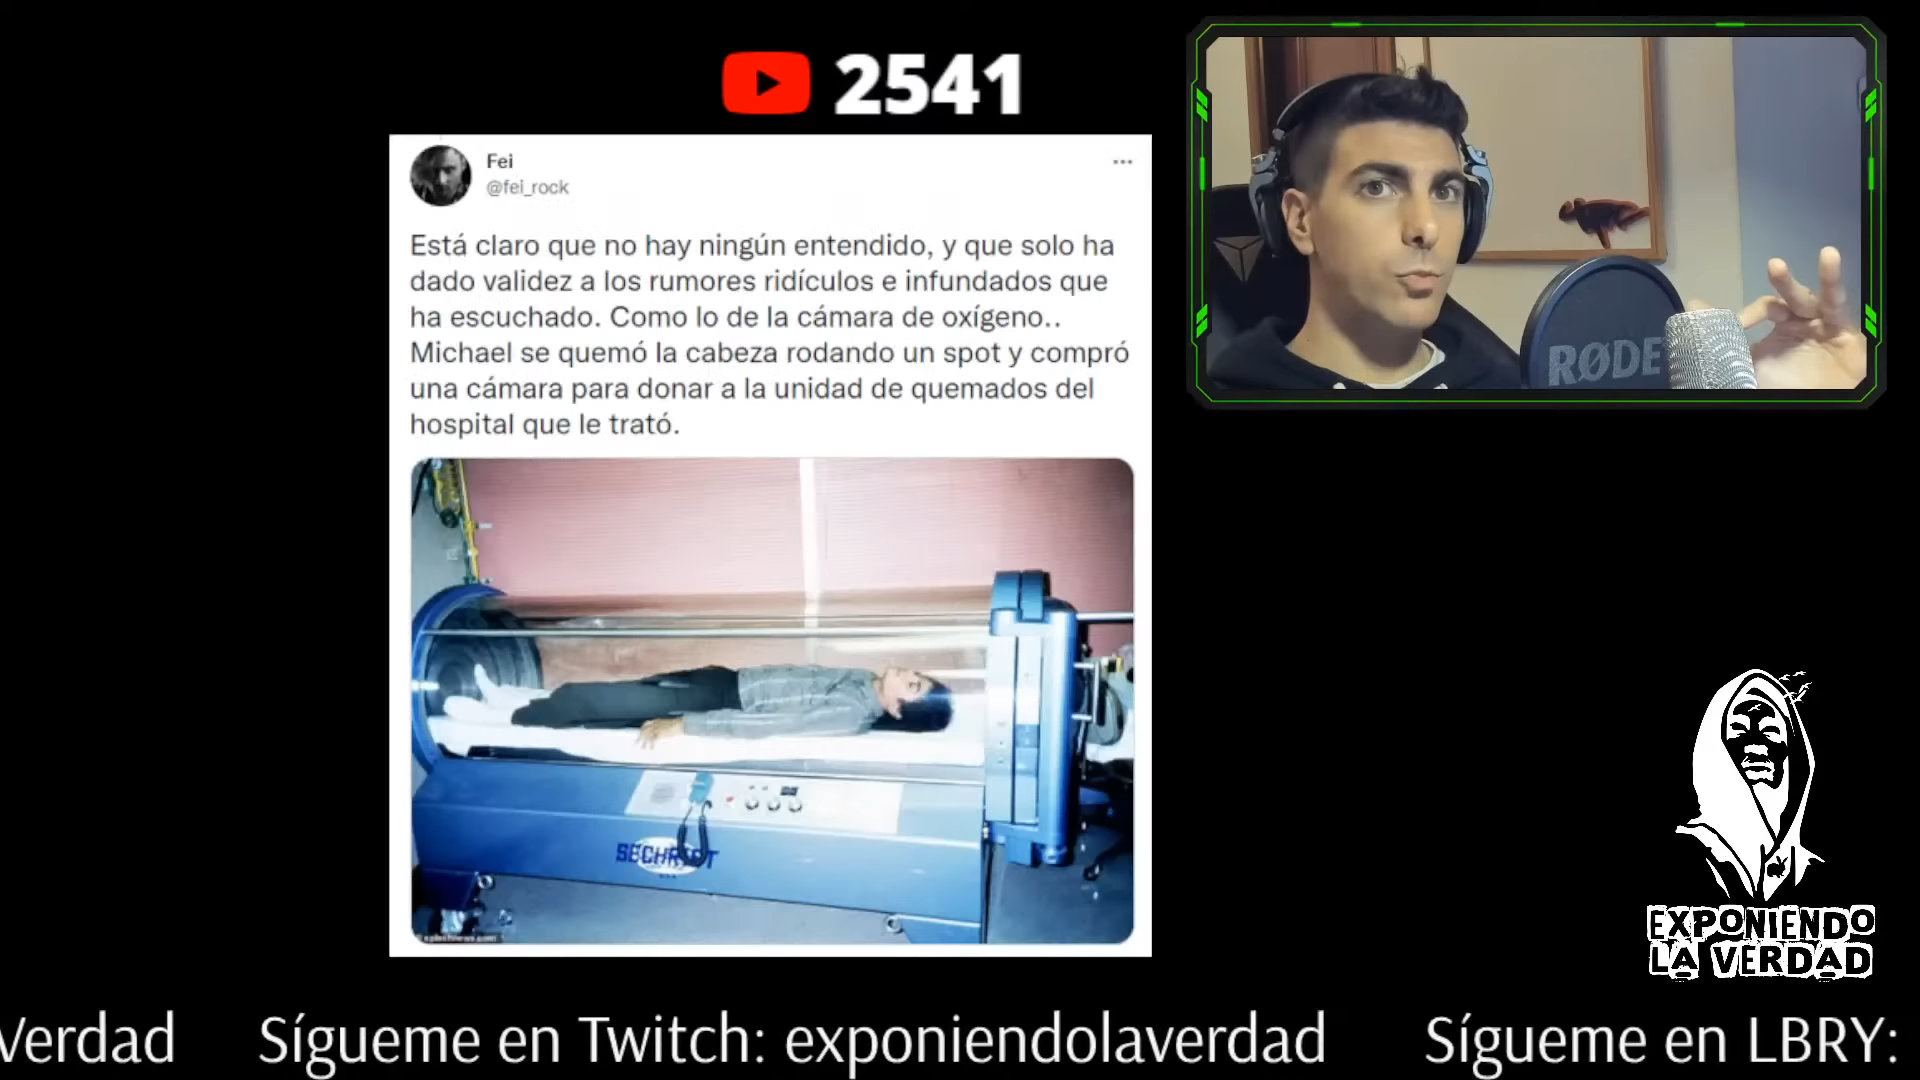 2541
Fei
@fei_rock
Está claro que no hay ningún entendido, y que solo ha
dado validez a los rumores ridículos e infundados que
ha escuchado. Como lo de la cámara de oxígeno..
Michael se quemó la cabeza rodando un spot y compró
una cámara para donar a la unidad de quemados del
hospital que le trató.
RØDE
SECHRIST
EXPONIENDO
LA VERDAD
Verdad Sígueme en Twitch: exponiendolaverdad Sígueme en LBRY: